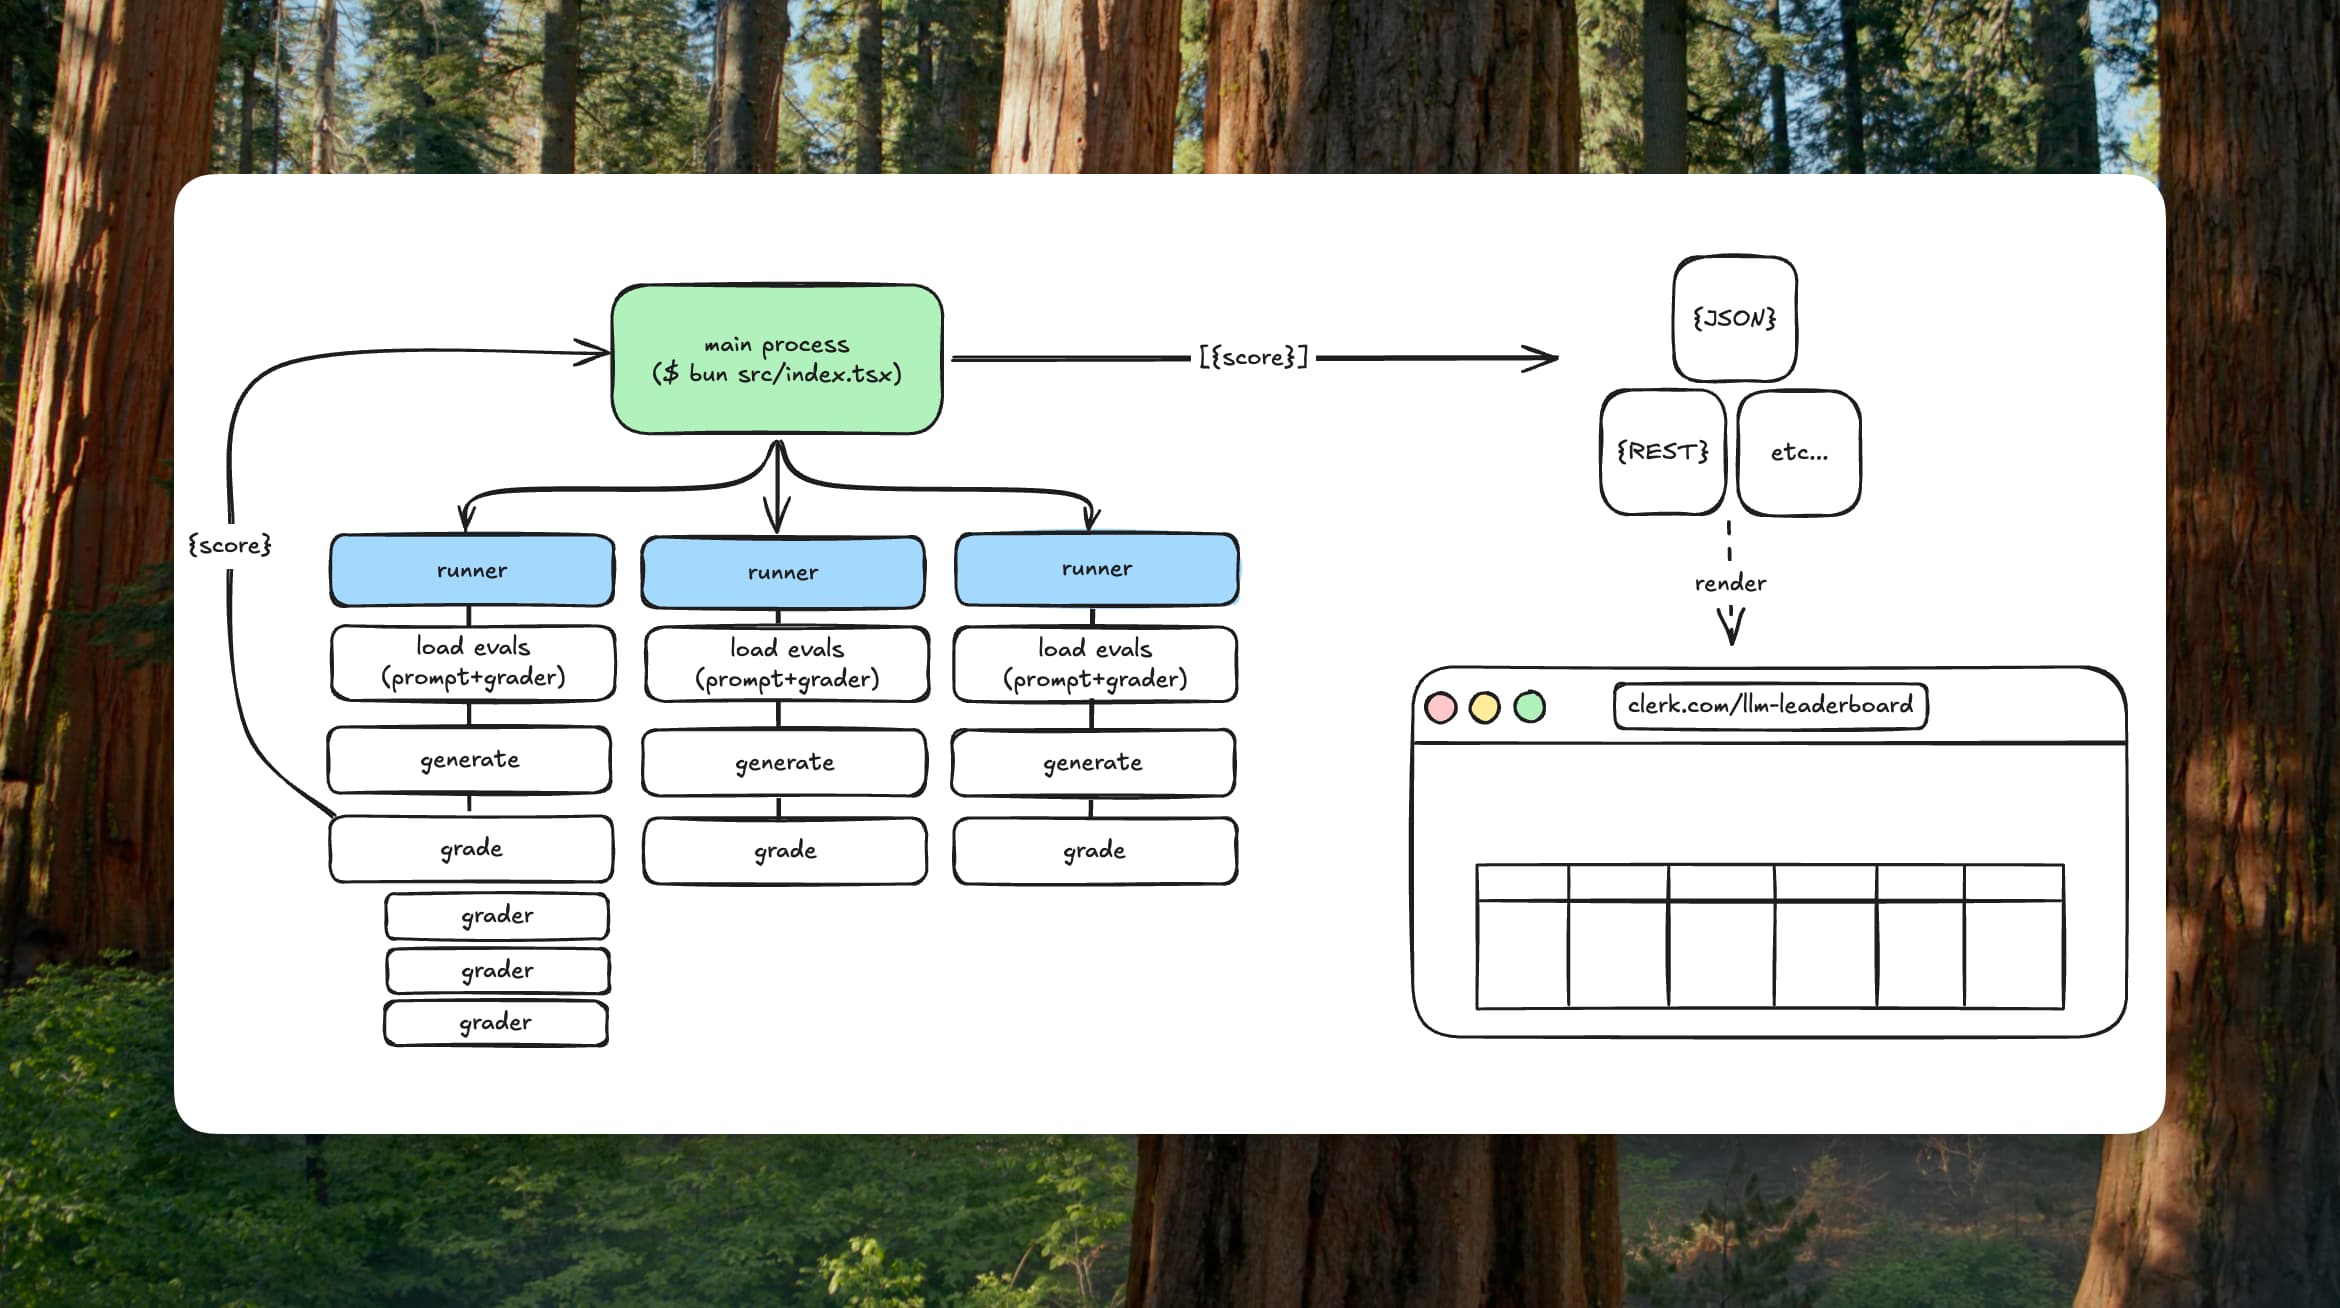 main process
($ bun src/index.tsx)
[{score}]
{JSON}
{REST}
etc...
render
clerk.com/llm-leaderboard
{score}
runner
load evals
(prompt+grader)
generate
grade
grader
grader
grader
runner
load evals
(prompt+grader)
generate
grade
runner
load evals
(prompt+grader)
generate
grade